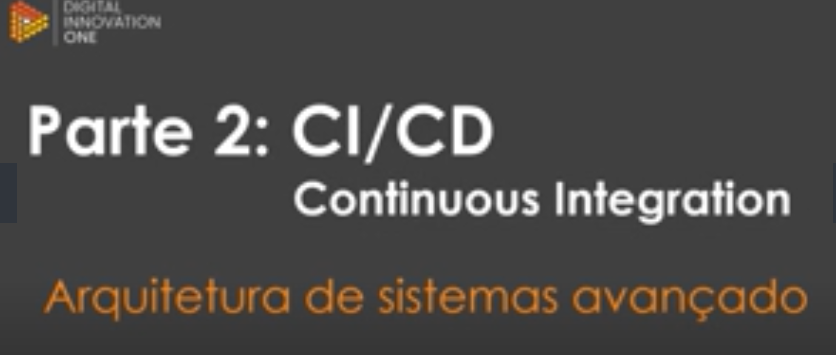 DIGITAL
INNOVATION
ONE
Parte 2: CI/CD
Continuous Integration
Arquitetura de sistemas avançado